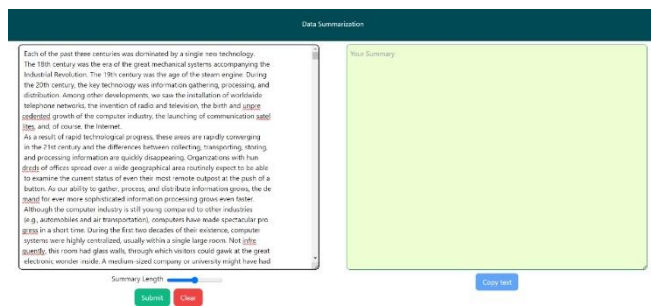 Data Summarization
Each of the past three centuries was dominated by a single new technology.
The 18th century was the era of the great mechanical systems accompanying the
Industrial Revolution. The 19th century was the age of the steam engine. During
the 20th century, the key technology was information gathering, processing, and
distribution. Among other developments, we saw the installation of worldwide
telephone networks, the invention of radio and television, the birth and unpre
cedented growth of the computer industry, the launching of communication satel
lites, and, of course, the Internet.
As a result of rapid technological progress, these areas are rapidly converging
in the 21st century and the differences between collecting, transporting, storing,
and processing information are quickly disappearing. Organizations with hun
dreds of offices spread over a wide geographical area routinely expect to be able
to examine the current status of even their most remote outpost at the push of a
button. As our ability to gather, process, and distribute information grows, the de
mand for ever more sophisticated information processing grows even faster.
Although the computer industry is still young compared to other industries
(e.g., automobiles and air transportation), computers have made spectacular pro
gress in a short time. During the first two decades of their existence, computer
systems were highly centralized, usually within a single large room. Not infre
quently, this room had glass walls, through which visitors could gawk at the great
electronic wonder inside. A medium-sized company or university might have had
Your Summary
Summary Length
Submit
Clear
Copy text